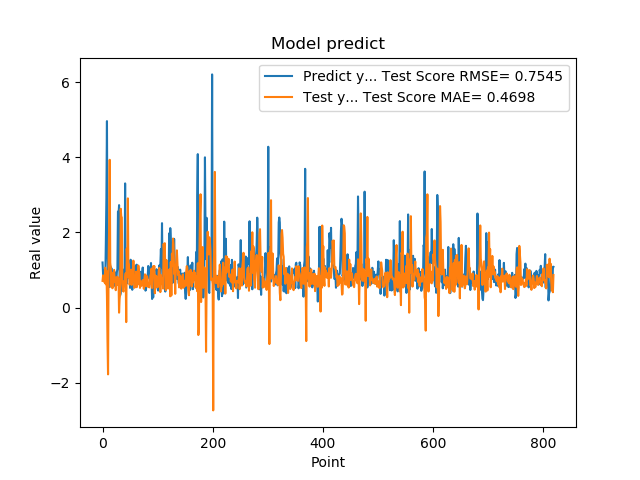 Model predict
Predict y... Test Score RMSE= 0.7545
Test y... Test Score MAE= 0.4698
Real value
6
4
2
0
−2
0 200 400 600 800
Point